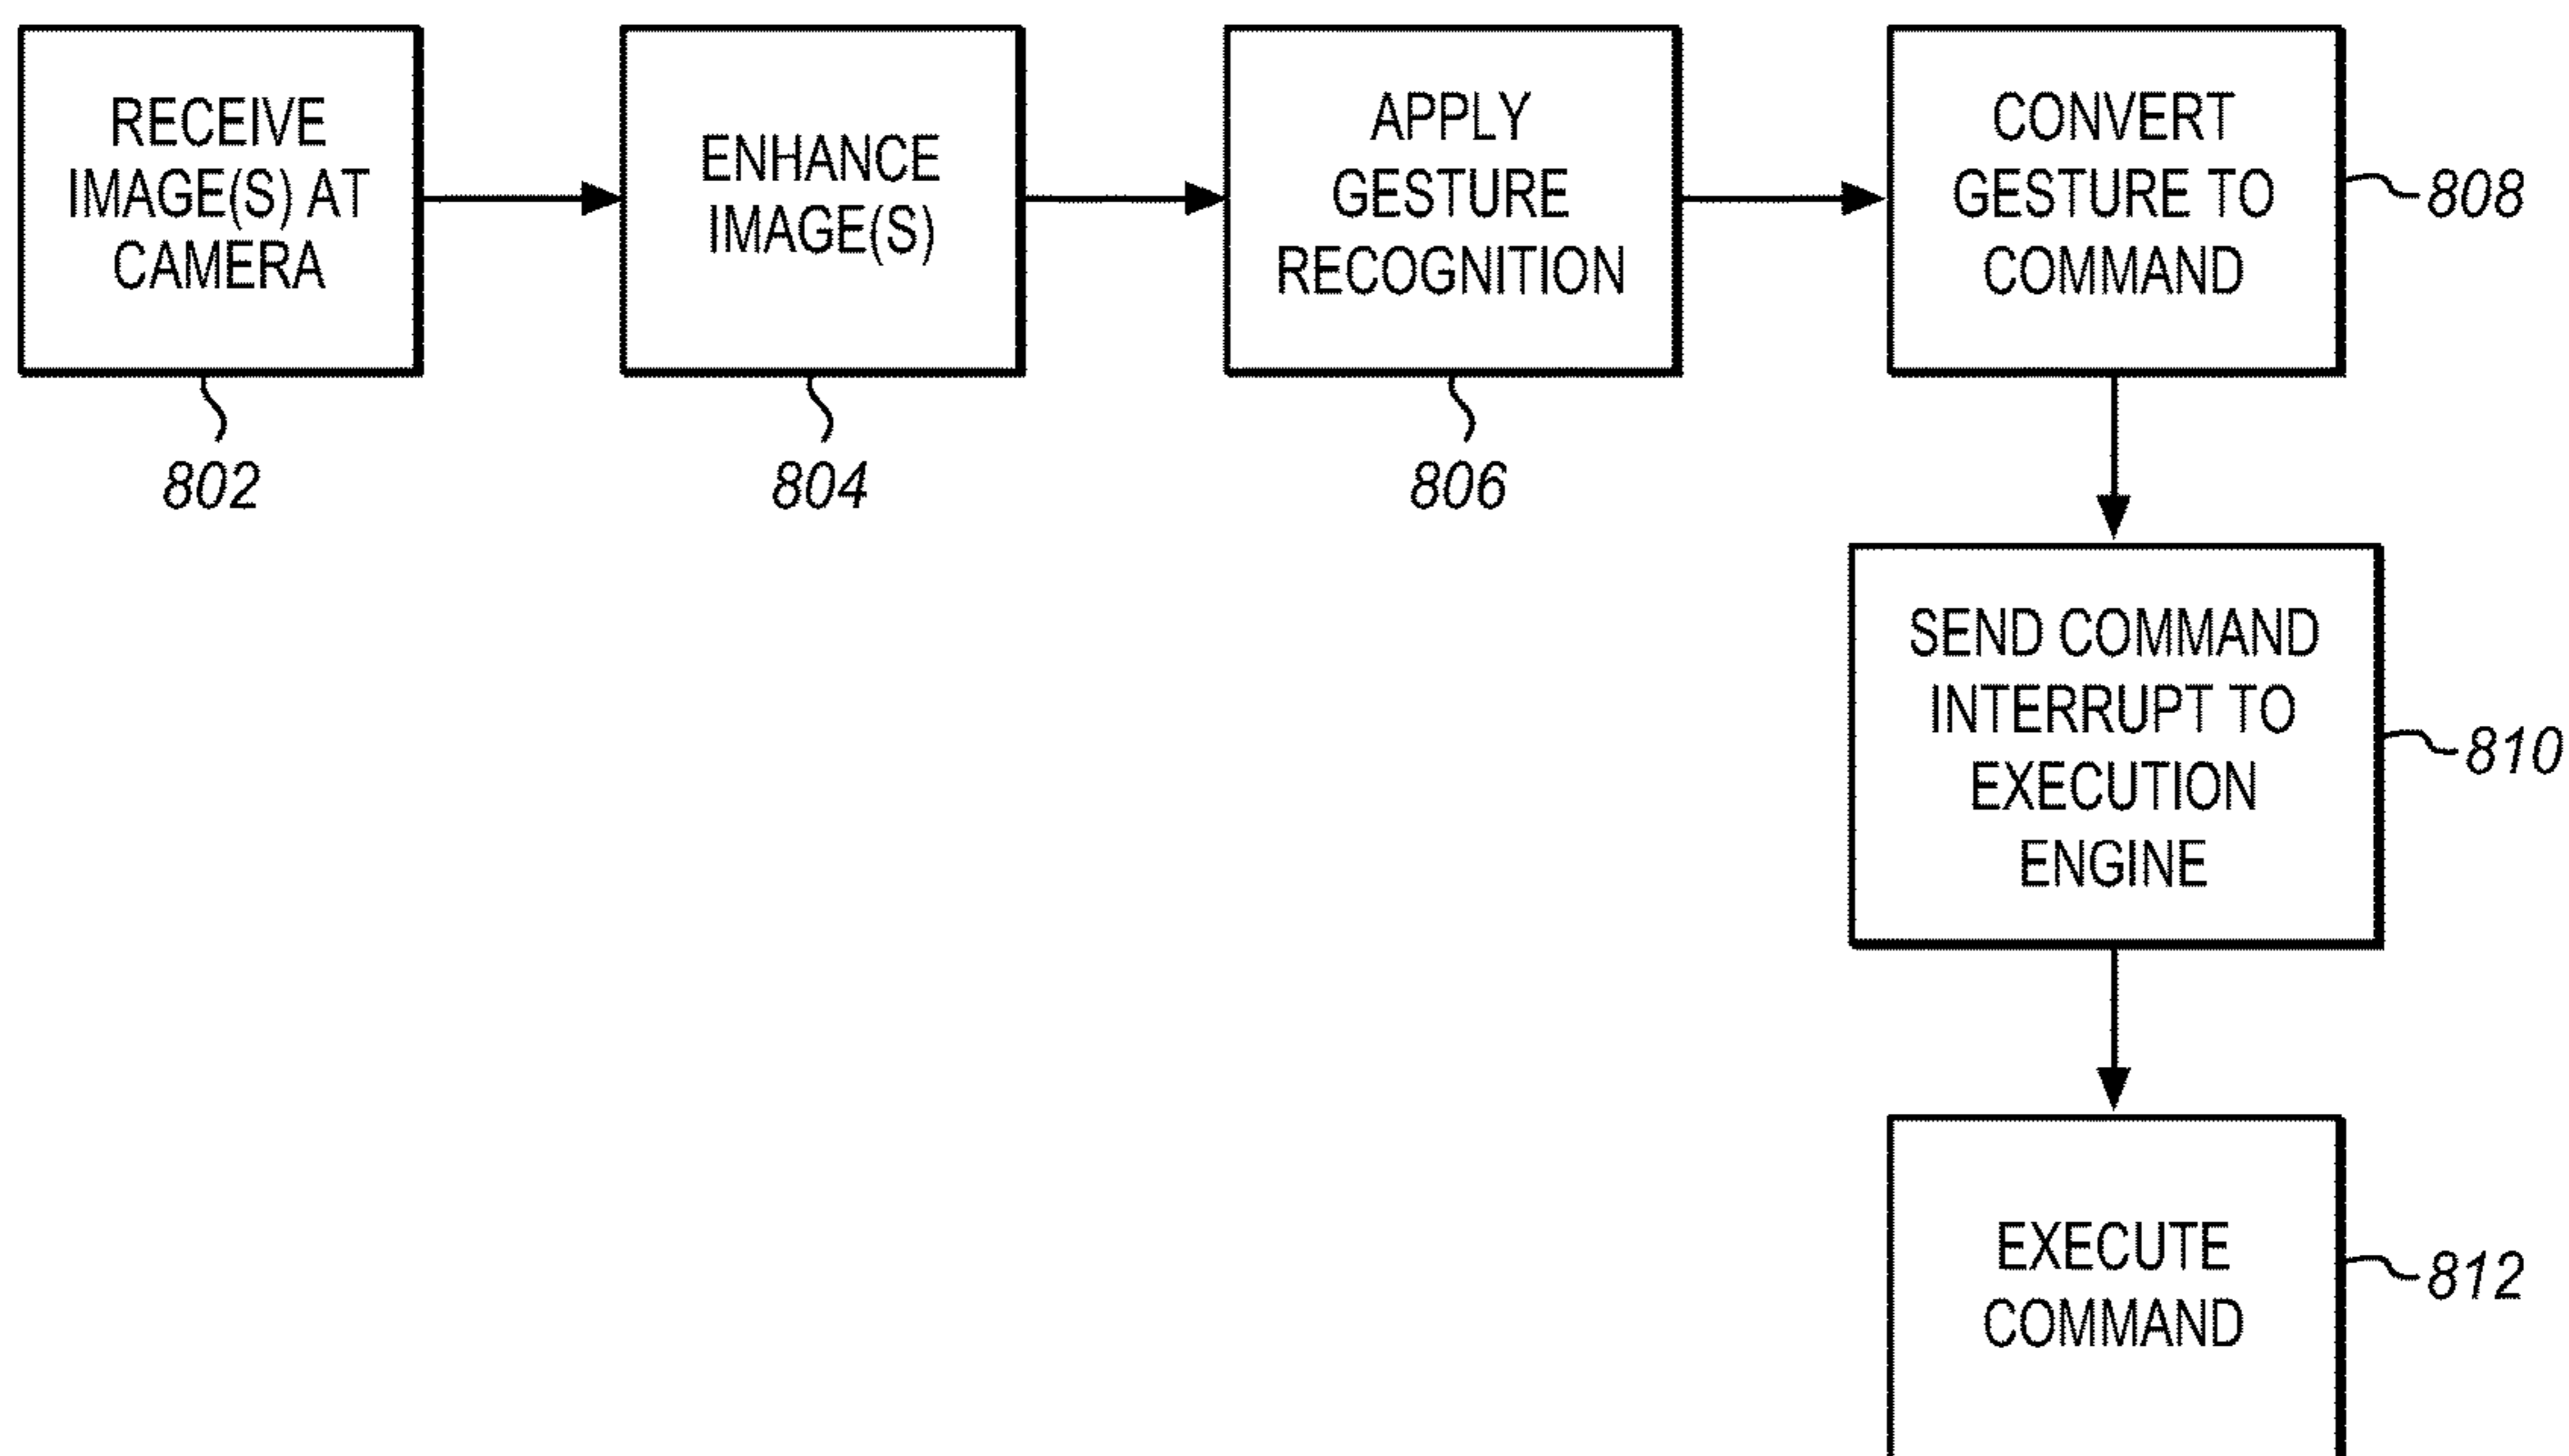 RECEIVE
IMAGE(S) AT
CAMERA
802
ENHANCE
IMAGE(S)
804
APPLY
GESTURE
RECOGNITION
806
CONVERT
GESTURE TO
COMMAND
808
SEND COMMAND
INTERRUPT TO
EXECUTION
ENGINE
810
EXECUTE
COMMAND
812